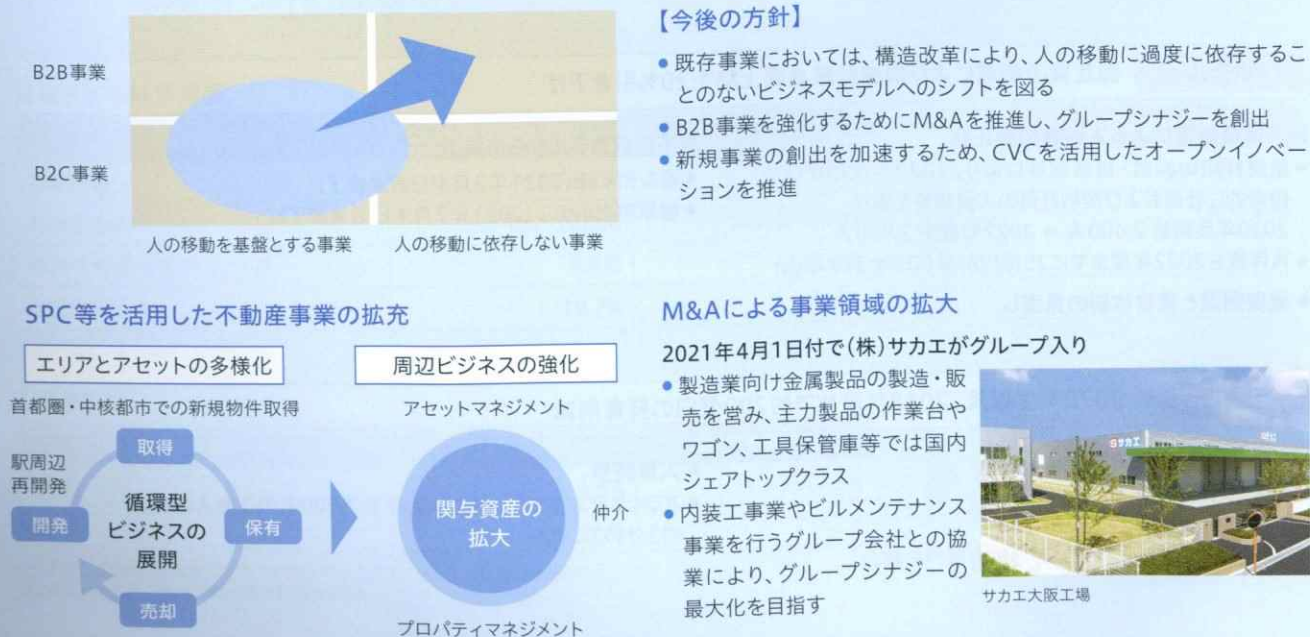 B2B事業
B2C事業
人の移動を基盤とする事業
人の移動に依存しない事業
【今後の方針】
• 既存事業においては、構造改革により、人の移動に過度に依存するこ
とのないビジネスモデルへのシフトを図る
• B2B事業を強化するためにM&Aを推進し、グループシナジーを創出
• 新規事業の創出を加速するため、CVCを活用したオープンイノベー
ションを推進
SPC等を活用した不動産事業の拡充
エリアとアセットの多様化
首都圏・中核都市での新規物件取得
取得
駅周辺
再開発
開発
循環型
ビジネスの
展開
保有
売却
周辺ビジネスの強化
アセットマネジメント
関与資産の
拡大
仲介
プロパティマネジメント
M&Aによる事業領域の拡大
2021年4月1日付で(株)サカエがグループ入り
• 製造業向け金属製品の製造・販
売を営み、主力製品の作業台や
ワゴン、工具保管庫等では国内
シェアトップクラス
• 内装工事業やビルメンテナンス
事業を行うグループ会社との協
業により、グループシナジーの
最大化を目指す
サカエ
サカエ大阪工場